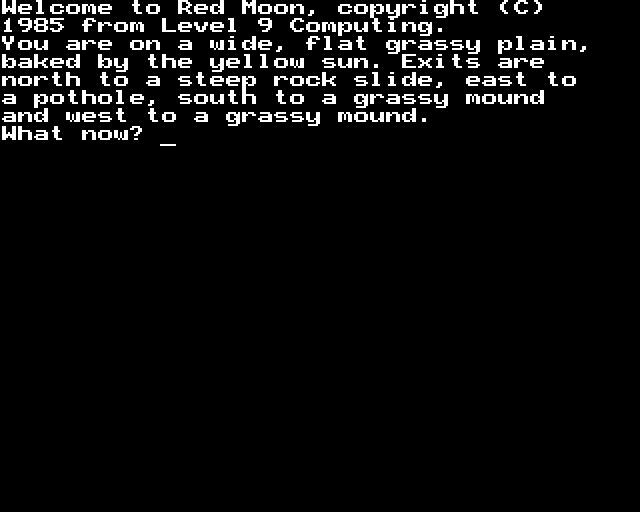 Welcome to Red Moon, copyright (C)
1985 from Level 9 Computing.
You are on a wide, flat grassy plain,
baked by the yellow sun. Exits are
north to a steep rock slide, east to
a pothole, south to a grassy mound
and west to a grassy mound.
What now? _